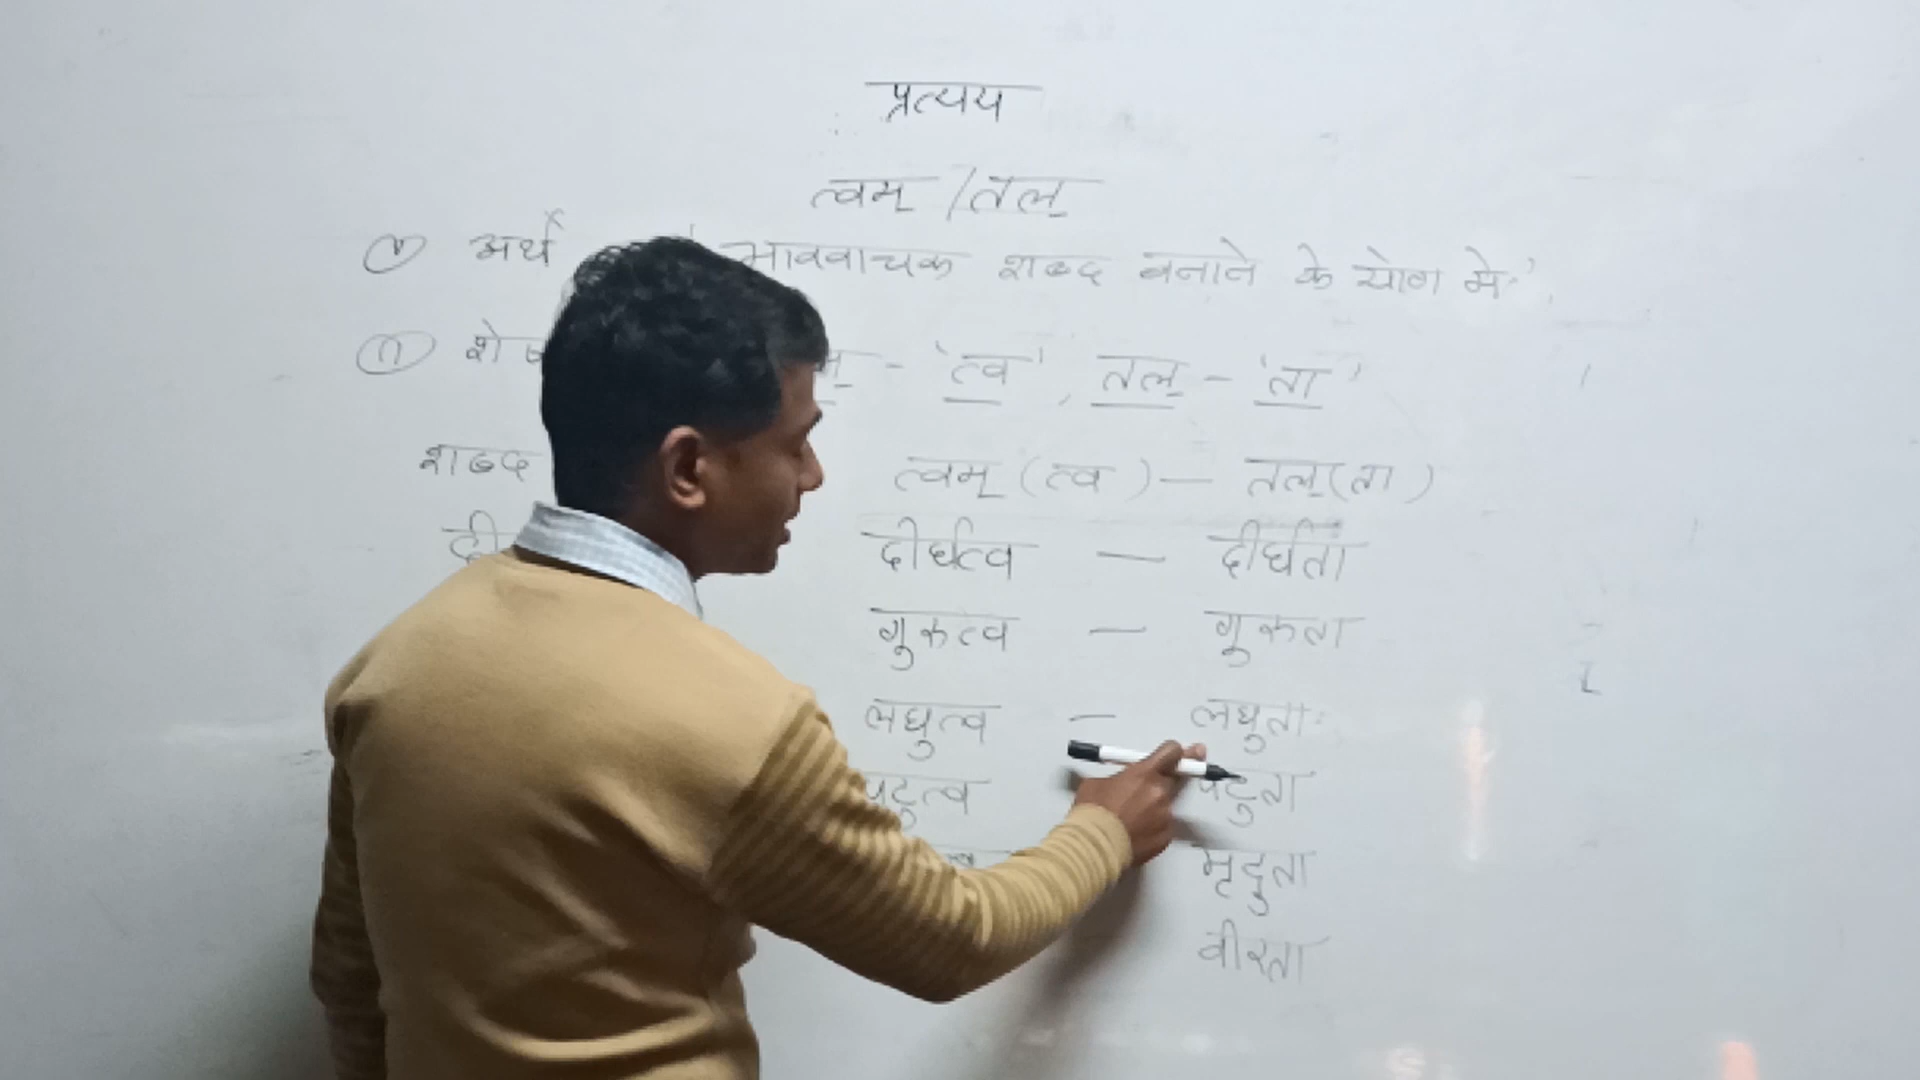 प्रत्यय
त्वम् / तल्
अर्थ भाववाचक शब्द बनाने के योग में'
- 'त्व', तल् - 'ता'
शब्द त्वम् (त्व) — तल्(ता)
दीर्घत्व — दीर्घता
गुरुत्व — गुरुता
लघुत्व — लघुता
पटुत्व पटुता
मृदुता
वीरता